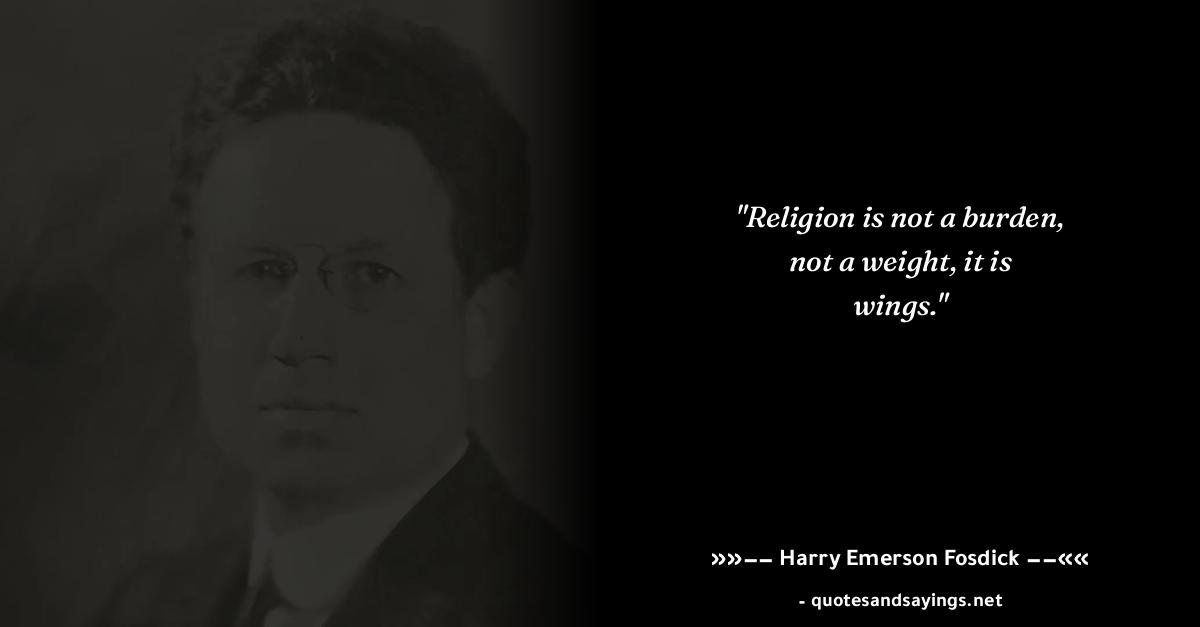 "Religion is not a burden,
not a weight, it is
wings."
»»−− Harry Emerson Fosdick −−««
- quotesandsayings.net